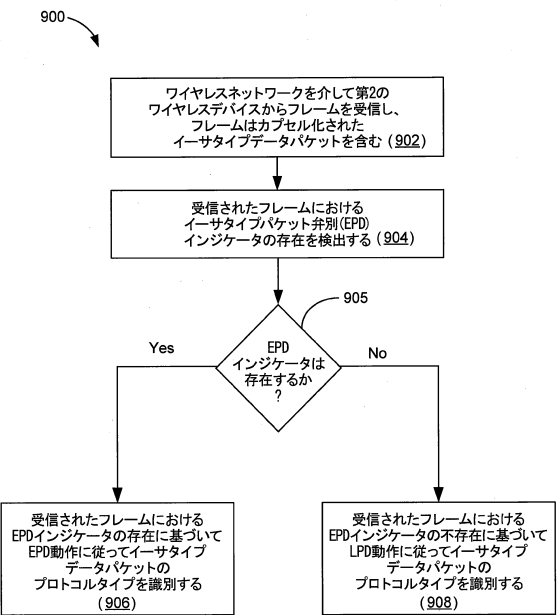 900
ワイヤレスネットワークを介して第2の
ワイヤレスデバイスからフレームを受信し、
フレームはカプセル化された
イーサタイプデータパケットを含む (902)
受信されたフレームにおける
イーサタイプパケット弁別(EPD)
インジケータの存在を検出する (904)
905
EPD
インジケータは
存在するか
?
Yes
No
受信されたフレームにおける
EPDインジケータの存在に基づいて
EPD動作に従ってイーサタイプ
データパケットの
プロトコルタイプを識別する
(906)
受信されたフレームにおける
EPDインジケータの不存在に基づいて
LPD動作に従ってイーサタイプ
データパケットの
プロトコルタイプを識別する
(908)